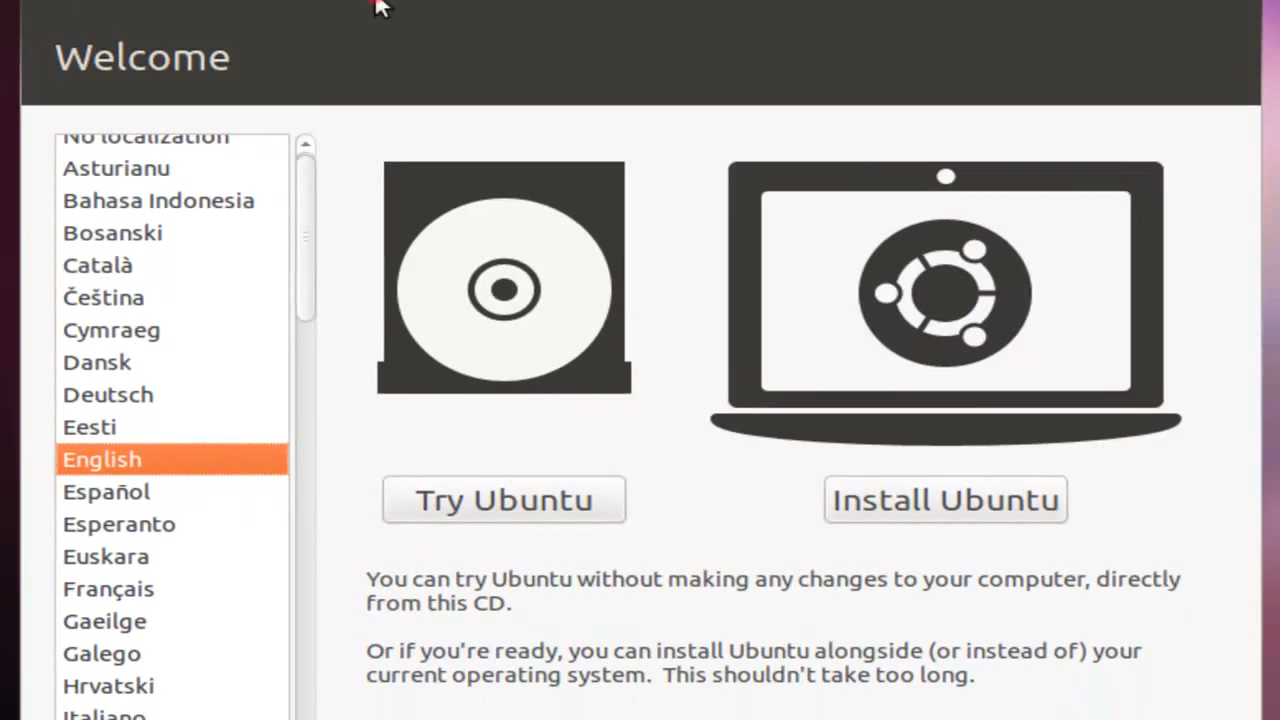 Welcome
No localization
Asturianu
Bahasa Indonesia
Bosanski
Català
Čeština
Cymraeg
Dansk
Deutsch
Eesti
English
Español
Esperanto
Euskara
Français
Gaeilge
Galego
Hrvatski
Italiano
Try Ubuntu
Install Ubuntu
You can try Ubuntu without making any changes to your computer, directly
from this CD.
Or if you're ready, you can install Ubuntu alongside (or instead of) your
current operating system.  This shouldn't take too long.